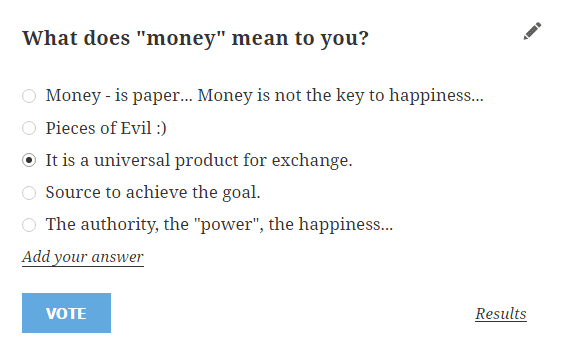 What does "money" mean to you?
Money - is paper... Money is not the key to happiness...
Pieces of Evil :)
It is a universal product for exchange.
Source to achieve the goal.
The authority, the "power", the happiness...
Add your answer
VOTE
Results